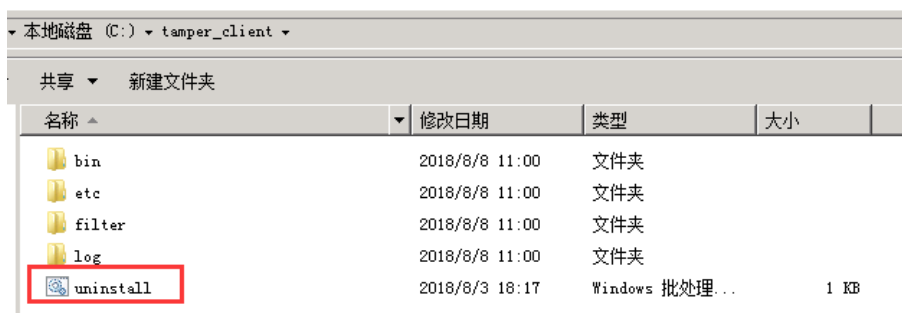 本地磁盘 (C:) tamper_client
共享 新建文件夹
名称 修改日期 类型 大小
bin 2018/8/8 11:00 文件夹
etc 2018/8/8 11:00 文件夹
filter 2018/8/8 11:00 文件夹
log 2018/8/8 11:00 文件夹
uninstall 2018/8/3 18:17 Windows 批处理... 1 KB